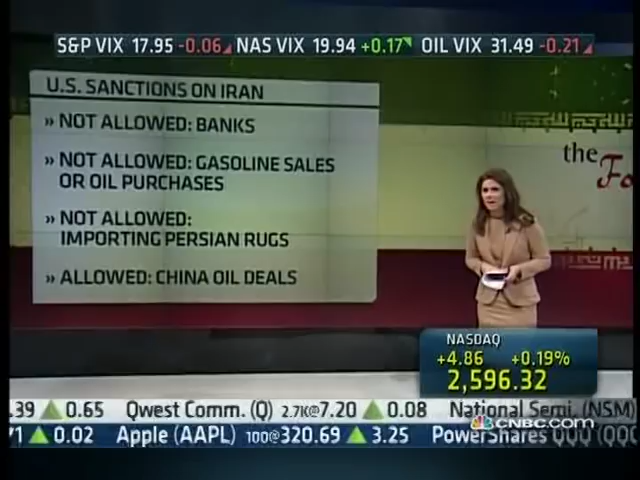 S&P VIX 17.95 -0.06 NAS VIX 19.94 +0.17 OIL VIX 31.49 -0.21
U.S. SANCTIONS ON IRAN
» NOT ALLOWED: BANKS
» NOT ALLOWED: GASOLINE SALES
OR OIL PURCHASES
» NOT ALLOWED:
IMPORTING PERSIAN RUGS
» ALLOWED: CHINA OIL DEALS
the
Fa
NASDAQ
+4.86 +0.19%
2,596.32
.39 0.65 Qwest Comm. (Q) 2.7K@7.20 0.08 National Semi. (NSM)
71 0.02 Apple (AAPL) 100@320.69 3.25 PowerShares QQQ (QQQ
CNBC.com